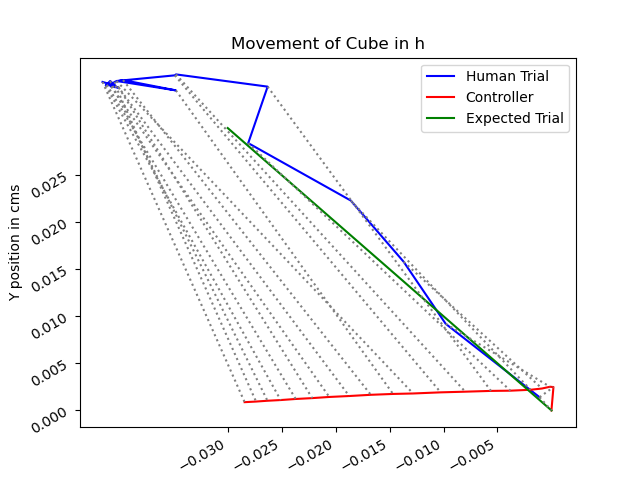 Movement of Cube in h
Human Trial
Controller
Expected Trial
Y position in cms
0.025
0.020
0.015
0.010
0.005
0.000
−0.030
−0.025
−0.020
−0.015
−0.010
−0.005